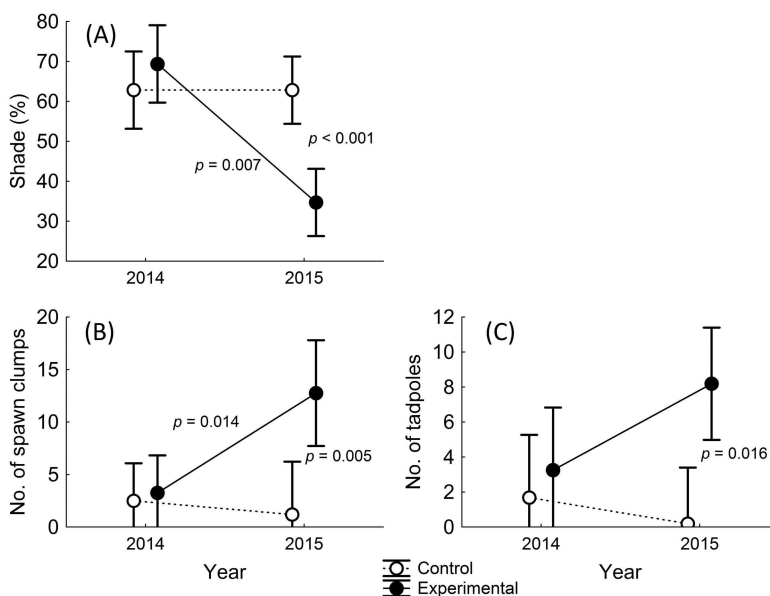 (A)
Shade (%)
80
70
60
50
40
30
20
p < 0.001
p = 0.007
2014
2015
(B)
No. of spawn clumps
20
15
10
5
0
p = 0.014
p = 0.005
2014
2015
Year
(C)
No. of tadpoles
12
10
8
6
4
2
0
p = 0.016
2014
2015
Year
Control
Experimental